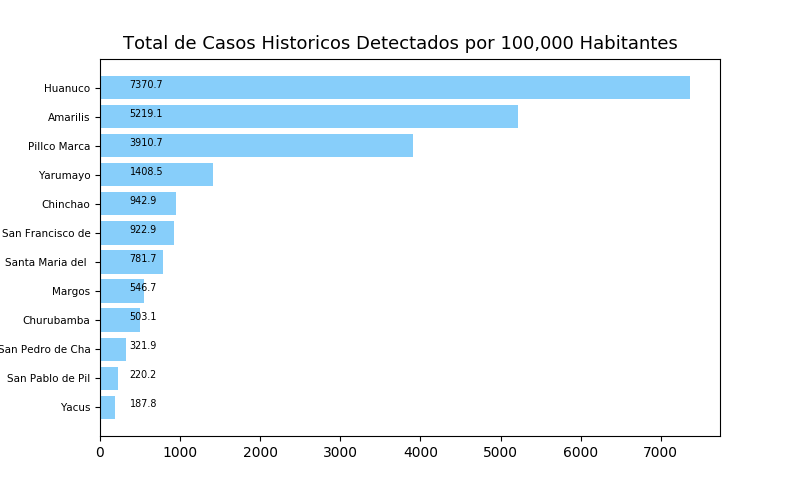 Total de Casos Historicos Detectados por 100,000 Habitantes
Huanuco 7370.7
Amarilis 5219.1
Pillco Marca 3910.7
Yarumayo 1408.5
Chinchao 942.9
San Francisco de 922.9
Santa Maria del 781.7
Margos 546.7
Churubamba 503.1
San Pedro de Cha 321.9
San Pablo de Pil 220.2
Yacus 187.8
0 1000 2000 3000 4000 5000 6000 7000